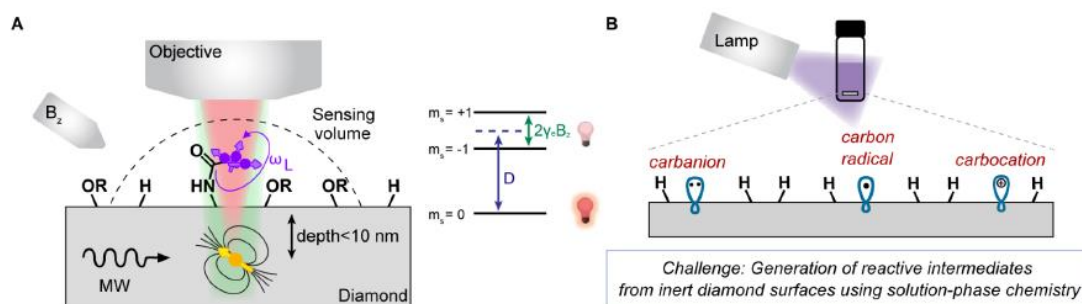 A
Objective
B_z
Sensing
volume
ω_L
O
HN
OR
H
OR
OR
H
depth<10 nm
MW
Diamond
m_s = +1
2γ_eB_z
m_s = -1
D
m_s = 0
B
Lamp
carbanion
carbon
radical
carbocation
H
H
H
H
H
H
H
Challenge: Generation of reactive intermediates
from inert diamond surfaces using solution-phase chemistry